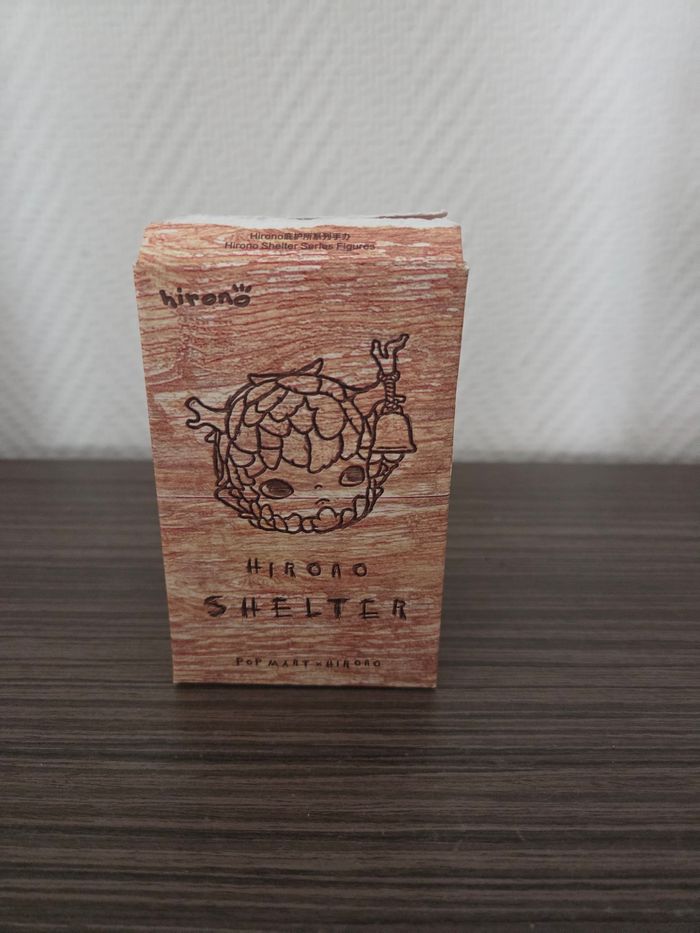 Hirono庇护所系列手办
Hirono Shelter Series Figures
hirono
HIRONO
SHELTER
POP MART × HIRONO